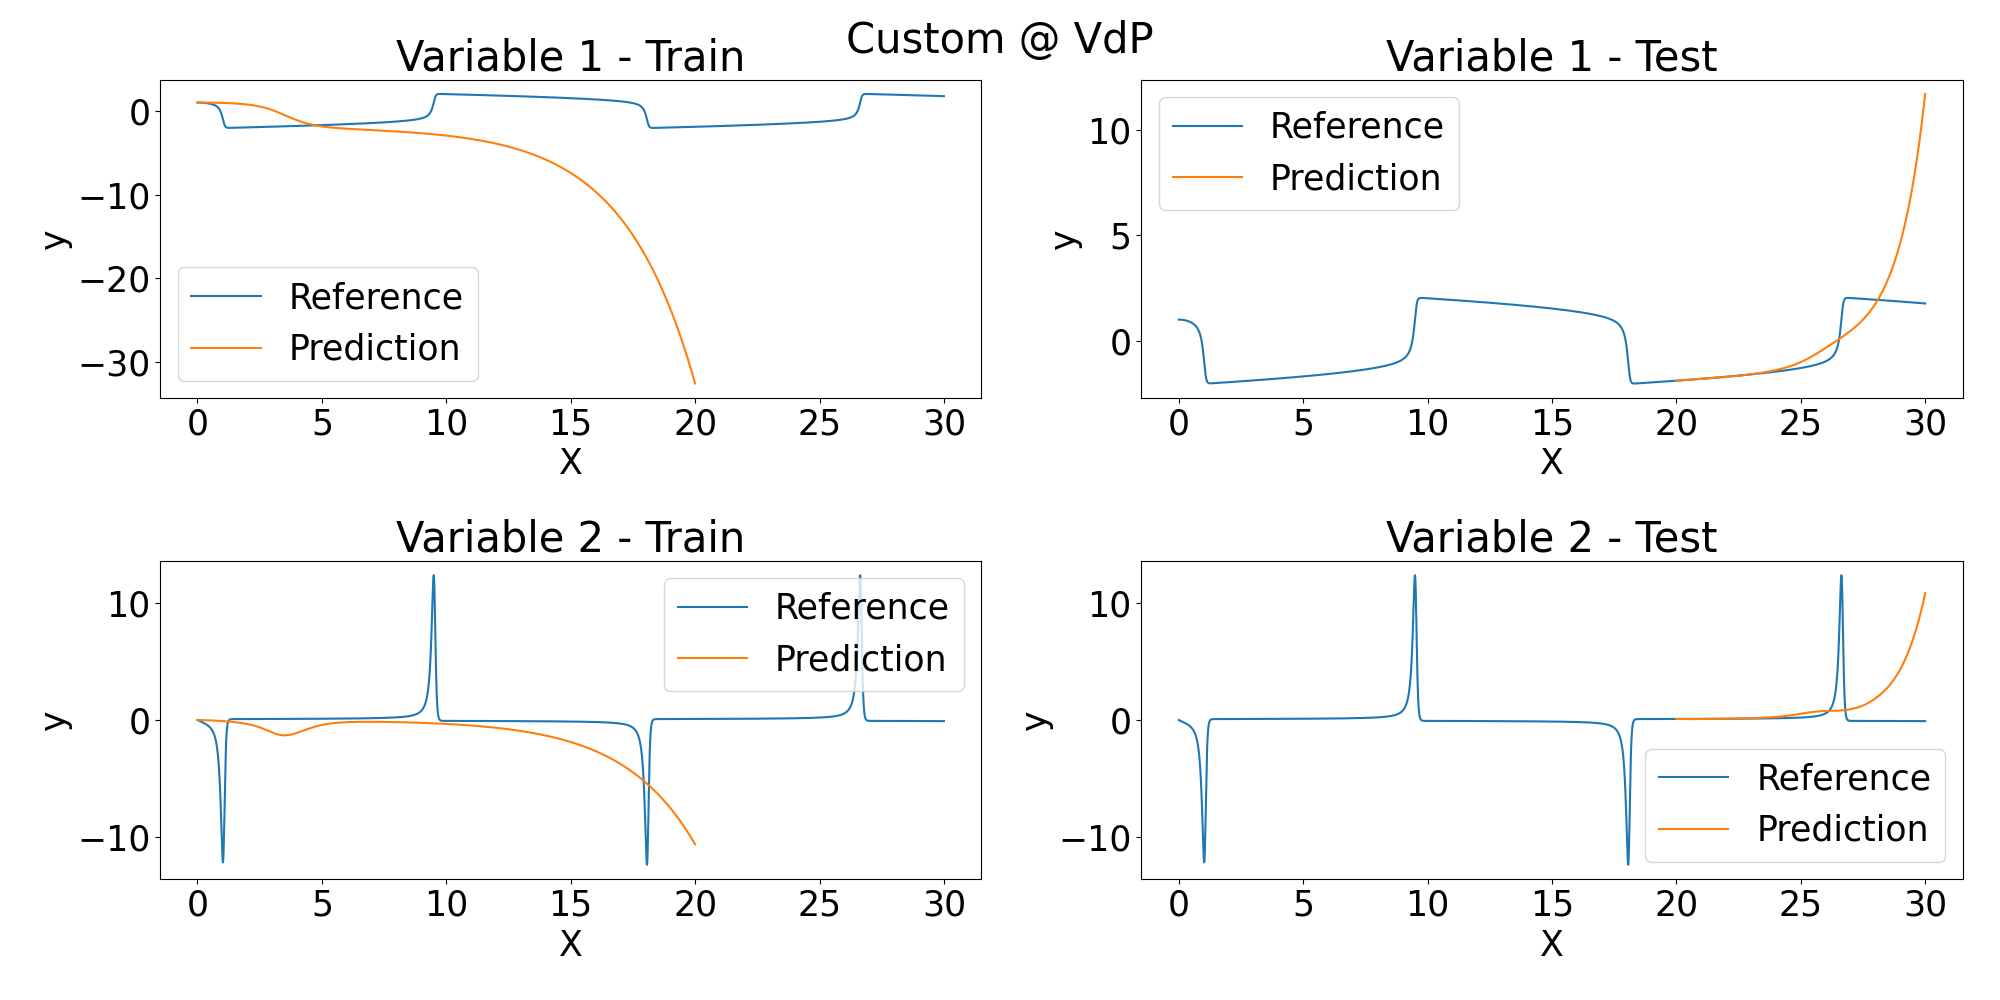 Custom @ VdP
Variable 1 - Train
Variable 1 - Test
0
−10
−20
−30
y
Reference
Prediction
0 5 10 15 20 25 30
X
10
5
0
y
Reference
Prediction
0 5 10 15 20 25 30
X
Variable 2 - Train
Variable 2 - Test
10
0
−10
y
Reference
Prediction
0 5 10 15 20 25 30
X
10
0
−10
y
Reference
Prediction
0 5 10 15 20 25 30
X